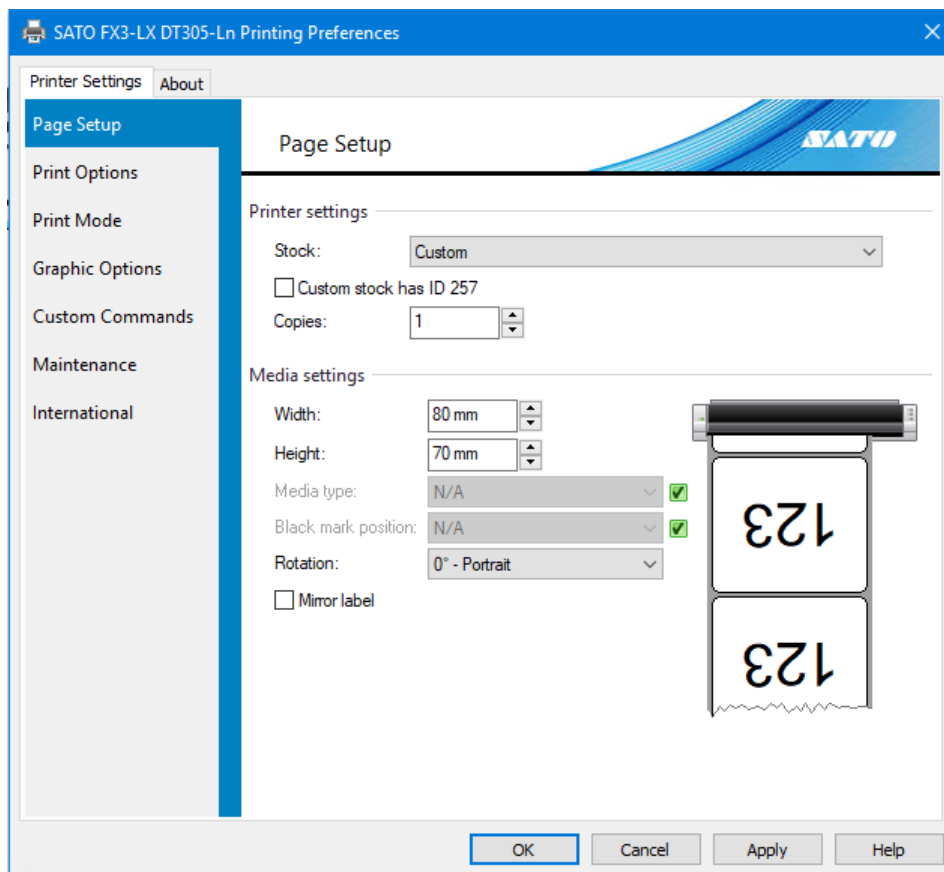 SATO FX3-LX DT305-Ln Printing Preferences
Printer Settings About
Page Setup
Print Options
Print Mode
Graphic Options
Custom Commands
Maintenance
International
Page Setup
SATO
Printer settings
Stock: Custom
Custom stock has ID 257
Copies: 1
Media settings
Width: 80 mm
Height: 70 mm
Media type: N/A
Black mark position: N/A
Rotation: 0° - Portrait
Mirror label
123
123
OK Cancel Apply Help